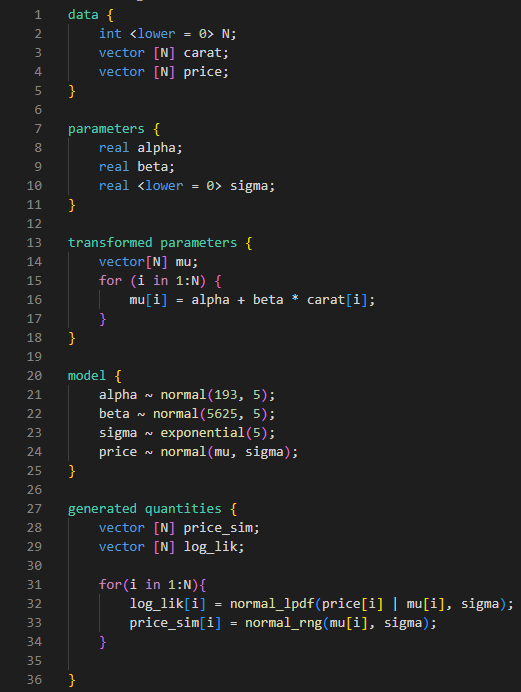 1 data {
2     int <lower = 0> N;
3     vector [N] carat;
4     vector [N] price;
5 }
6
7 parameters {
8     real alpha;
9     real beta;
10     real <lower = 0> sigma;
11 }
12
13 transformed parameters {
14     vector[N] mu;
15     for (i in 1:N) {
16         mu[i] = alpha + beta * carat[i];
17     }
18 }
19
20 model {
21     alpha ~ normal(193, 5);
22     beta ~ normal(5625, 5);
23     sigma ~ exponential(5);
24     price ~ normal(mu, sigma);
25 }
26
27 generated quantities {
28     vector [N] price_sim;
29     vector [N] log_lik;
30
31     for(i in 1:N){
32         log_lik[i] = normal_lpdf(price[i] | mu[i], sigma);
33         price_sim[i] = normal_rng(mu[i], sigma);
34     }
35
36 }